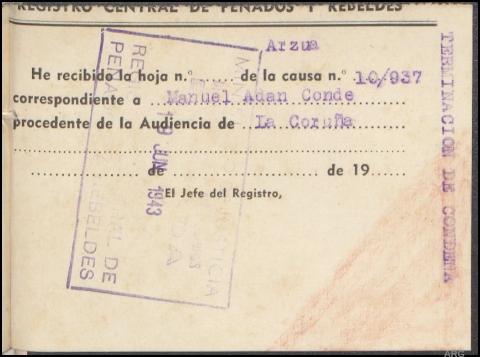 REGISTRO CENTRAL DE PENADOS Y REBELDES
Arzua
He recibido la hoja n.º ........ de la causa n.º 10/937
correspondiente a ...Manuel Adan Conde........
procedente de la Audiencia de ...La Coruña........
........ de ........ de 19 ......
El Jefe del Registro,
TERMINACION DE CONDENA
JUN 1943
REBELDES
ARG